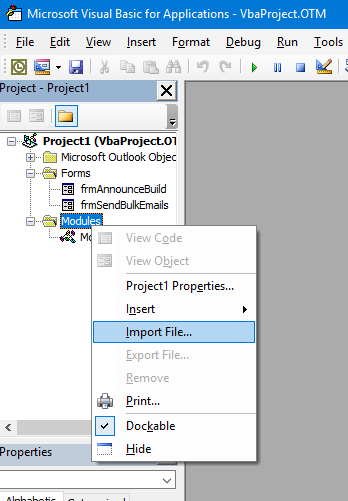 Microsoft Visual Basic for Applications - VbaProject.OTM
File Edit View Insert Format Debug Run Tools
Project - Project1
Project1 (VbaProject.OT
Microsoft Outlook Objec
Forms
frmAnnounceBuild
frmSendBulkEmails
Modules
Mo
View Code
View Object
Project1 Properties...
Insert
Import File...
Export File...
Remove
Print...
Dockable
Hide
Properties
Alphabetic